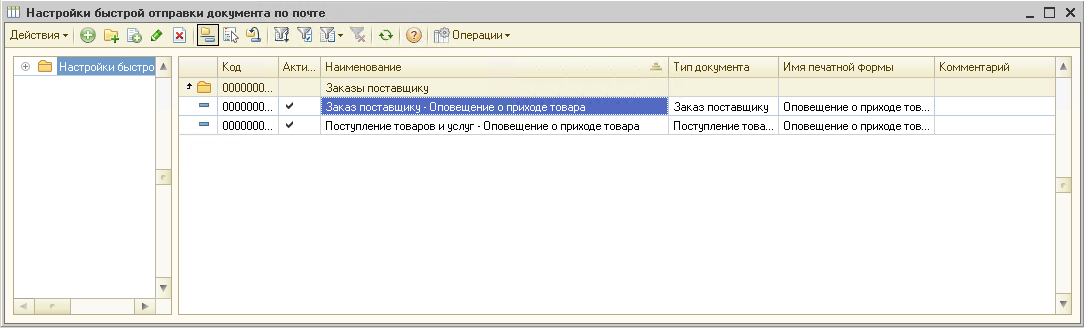 Настройки быстрой отправки документа по почте
Действия
Операции
Настройки быстро
Код Акти... Наименование Тип документа Имя печатной формы Комментарий
0000000... Заказы поставщику
0000000... Заказ поставщику - Оповещение о приходе товара Заказ поставщику Оповещение о приходе тов...
0000000... Поступление товаров и услуг - Оповещение о приходе товара Поступление това... Оповещение о приходе тов...